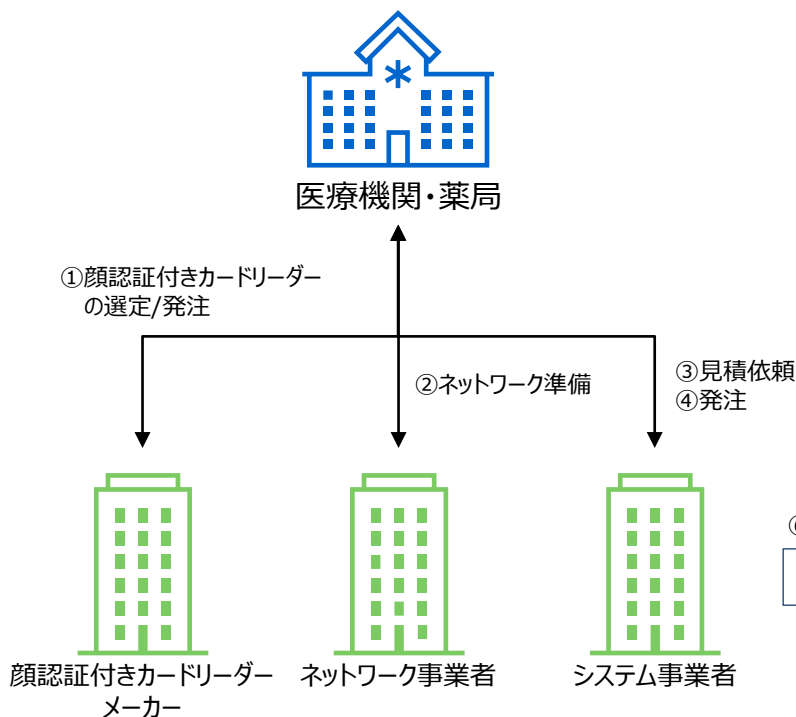 医療機関・薬局
①顔認証付きカードリーダー
の選定/発注
②ネットワーク準備
③見積依頼
④発注
顔認証付きカードリーダー
メーカー
ネットワーク事業者
システム事業者